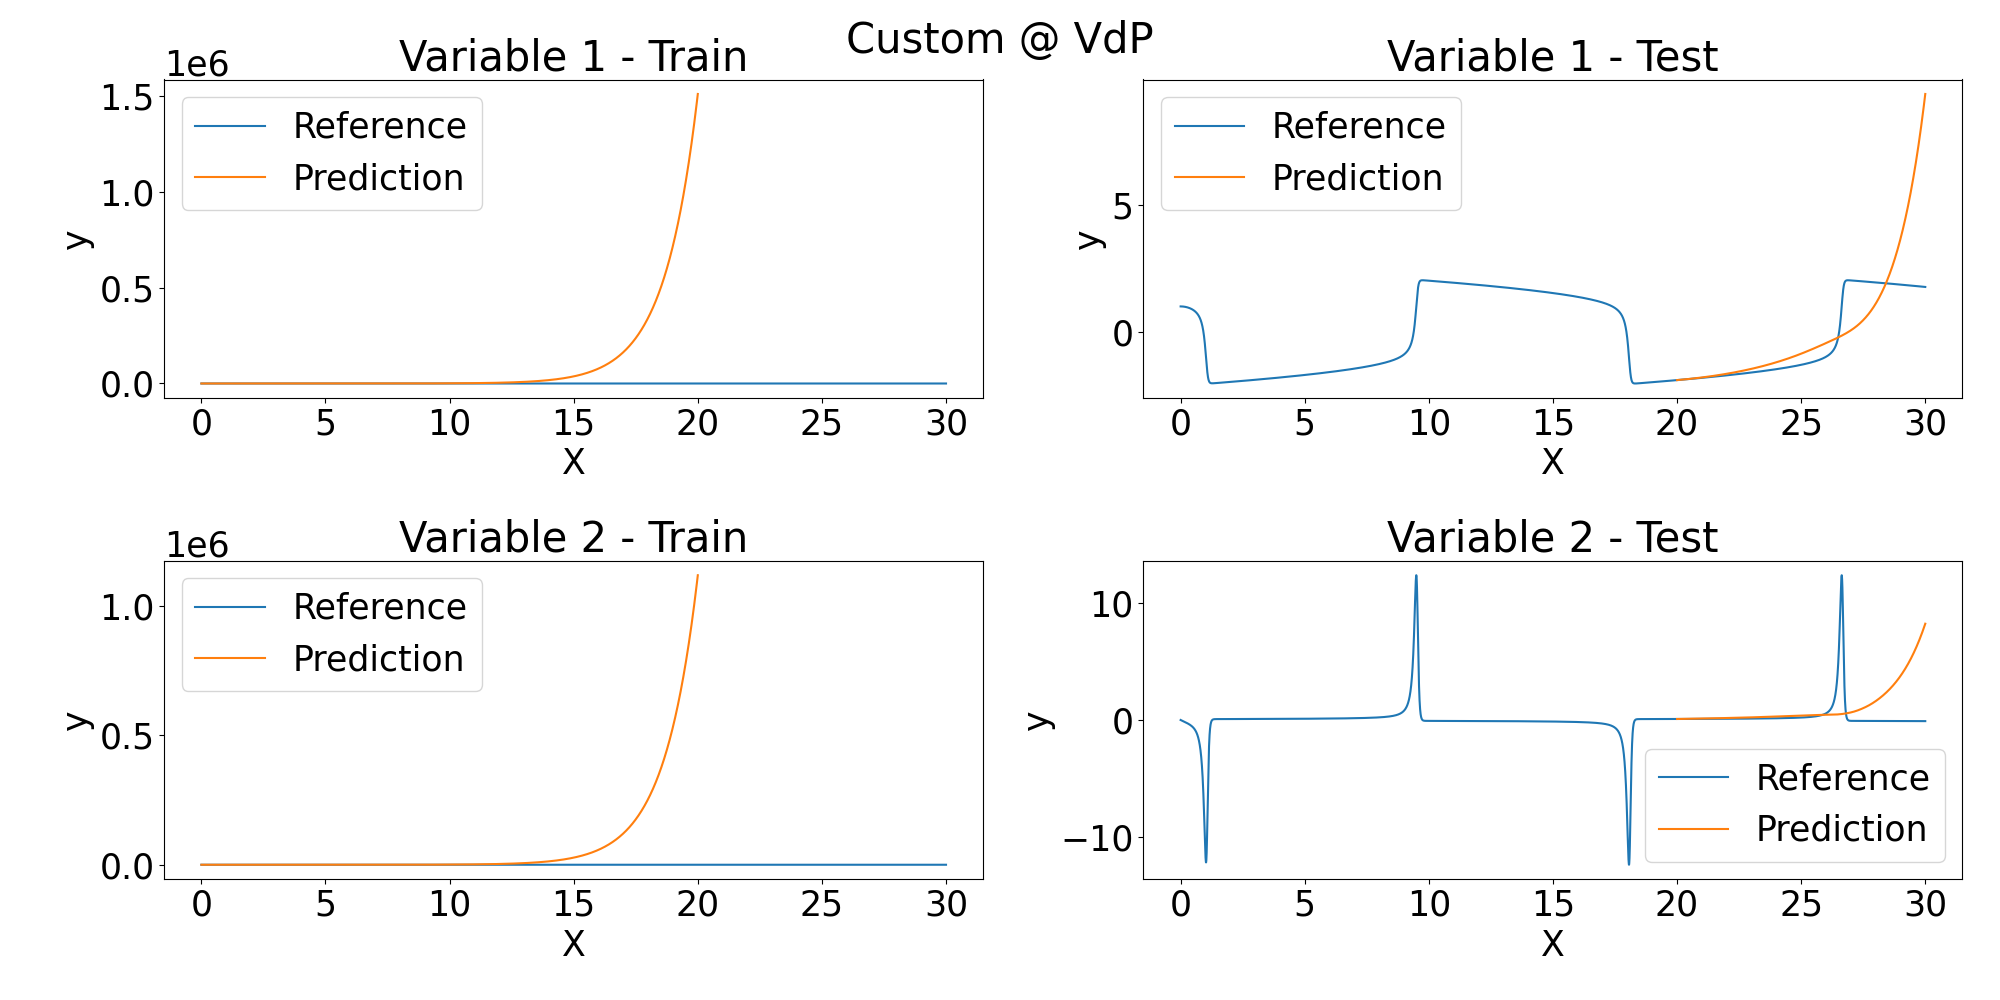 Custom @ VdP
Variable 1 - Train
1e6
1.5
1.0
0.5
0.0
y
Reference
Prediction
0 5 10 15 20 25 30
X
Variable 1 - Test
5
0
y
Reference
Prediction
0 5 10 15 20 25 30
X
Variable 2 - Train
1e6
1.0
0.5
0.0
y
Reference
Prediction
0 5 10 15 20 25 30
X
Variable 2 - Test
10
0
−10
y
Reference
Prediction
0 5 10 15 20 25 30
X